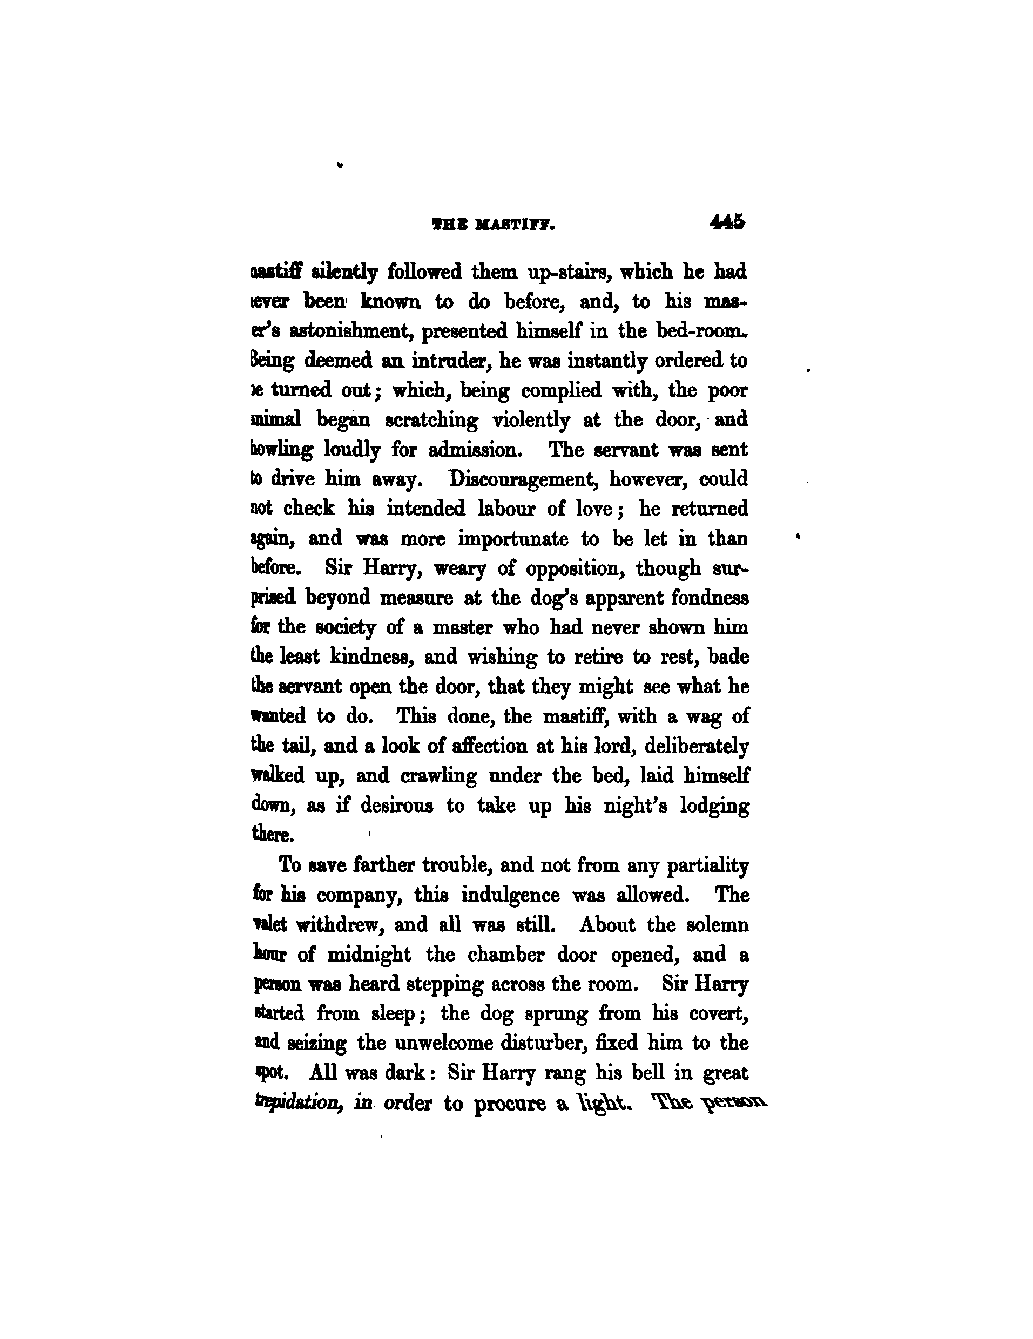 THE MASTIFF. 445
mastiff silently followed them up-stairs, which he had
never been known to do before, and, to his mas-
er's astonishment, presented himself in the bed-room.
Being deemed an intruder, he was instantly ordered to
be turned out; which, being complied with, the poor
animal began scratching violently at the door, and
howling loudly for admission. The servant was sent
to drive him away. Discouragement, however, could
not check his intended labour of love; he returned
again, and was more importunate to be let in than
before. Sir Harry, weary of opposition, though sur-
prised beyond measure at the dog's apparent fondness
for the society of a master who had never shown him
the least kindness, and wishing to retire to rest, bade
the servant open the door, that they might see what he
wanted to do. This done, the mastiff, with a wag of
the tail, and a look of affection at his lord, deliberately
walked up, and crawling under the bed, laid himself
down, as if desirous to take up his night's lodging
there.
To save farther trouble, and not from any partiality
for his company, this indulgence was allowed. The
valet withdrew, and all was still. About the solemn
hour of midnight the chamber door opened, and a
person was heard stepping across the room. Sir Harry
started from sleep; the dog sprung from his covert,
and seizing the unwelcome disturber, fixed him to the
spot. All was dark: Sir Harry rang his bell in great
trepidation, in order to procure a light. The person